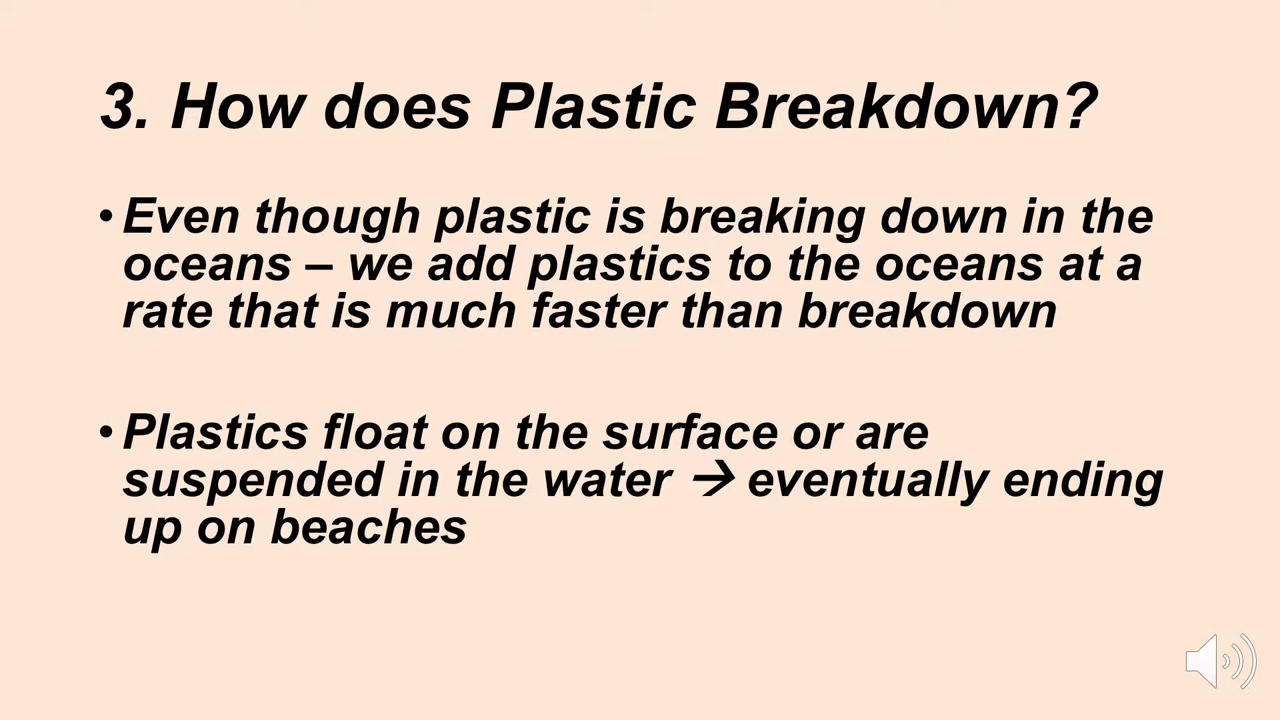 3. How does Plastic Breakdown?
• Even though plastic is breaking down in the
oceans – we add plastics to the oceans at a
rate that is much faster than breakdown
• Plastics float on the surface or are
suspended in the water → eventually ending
up on beaches